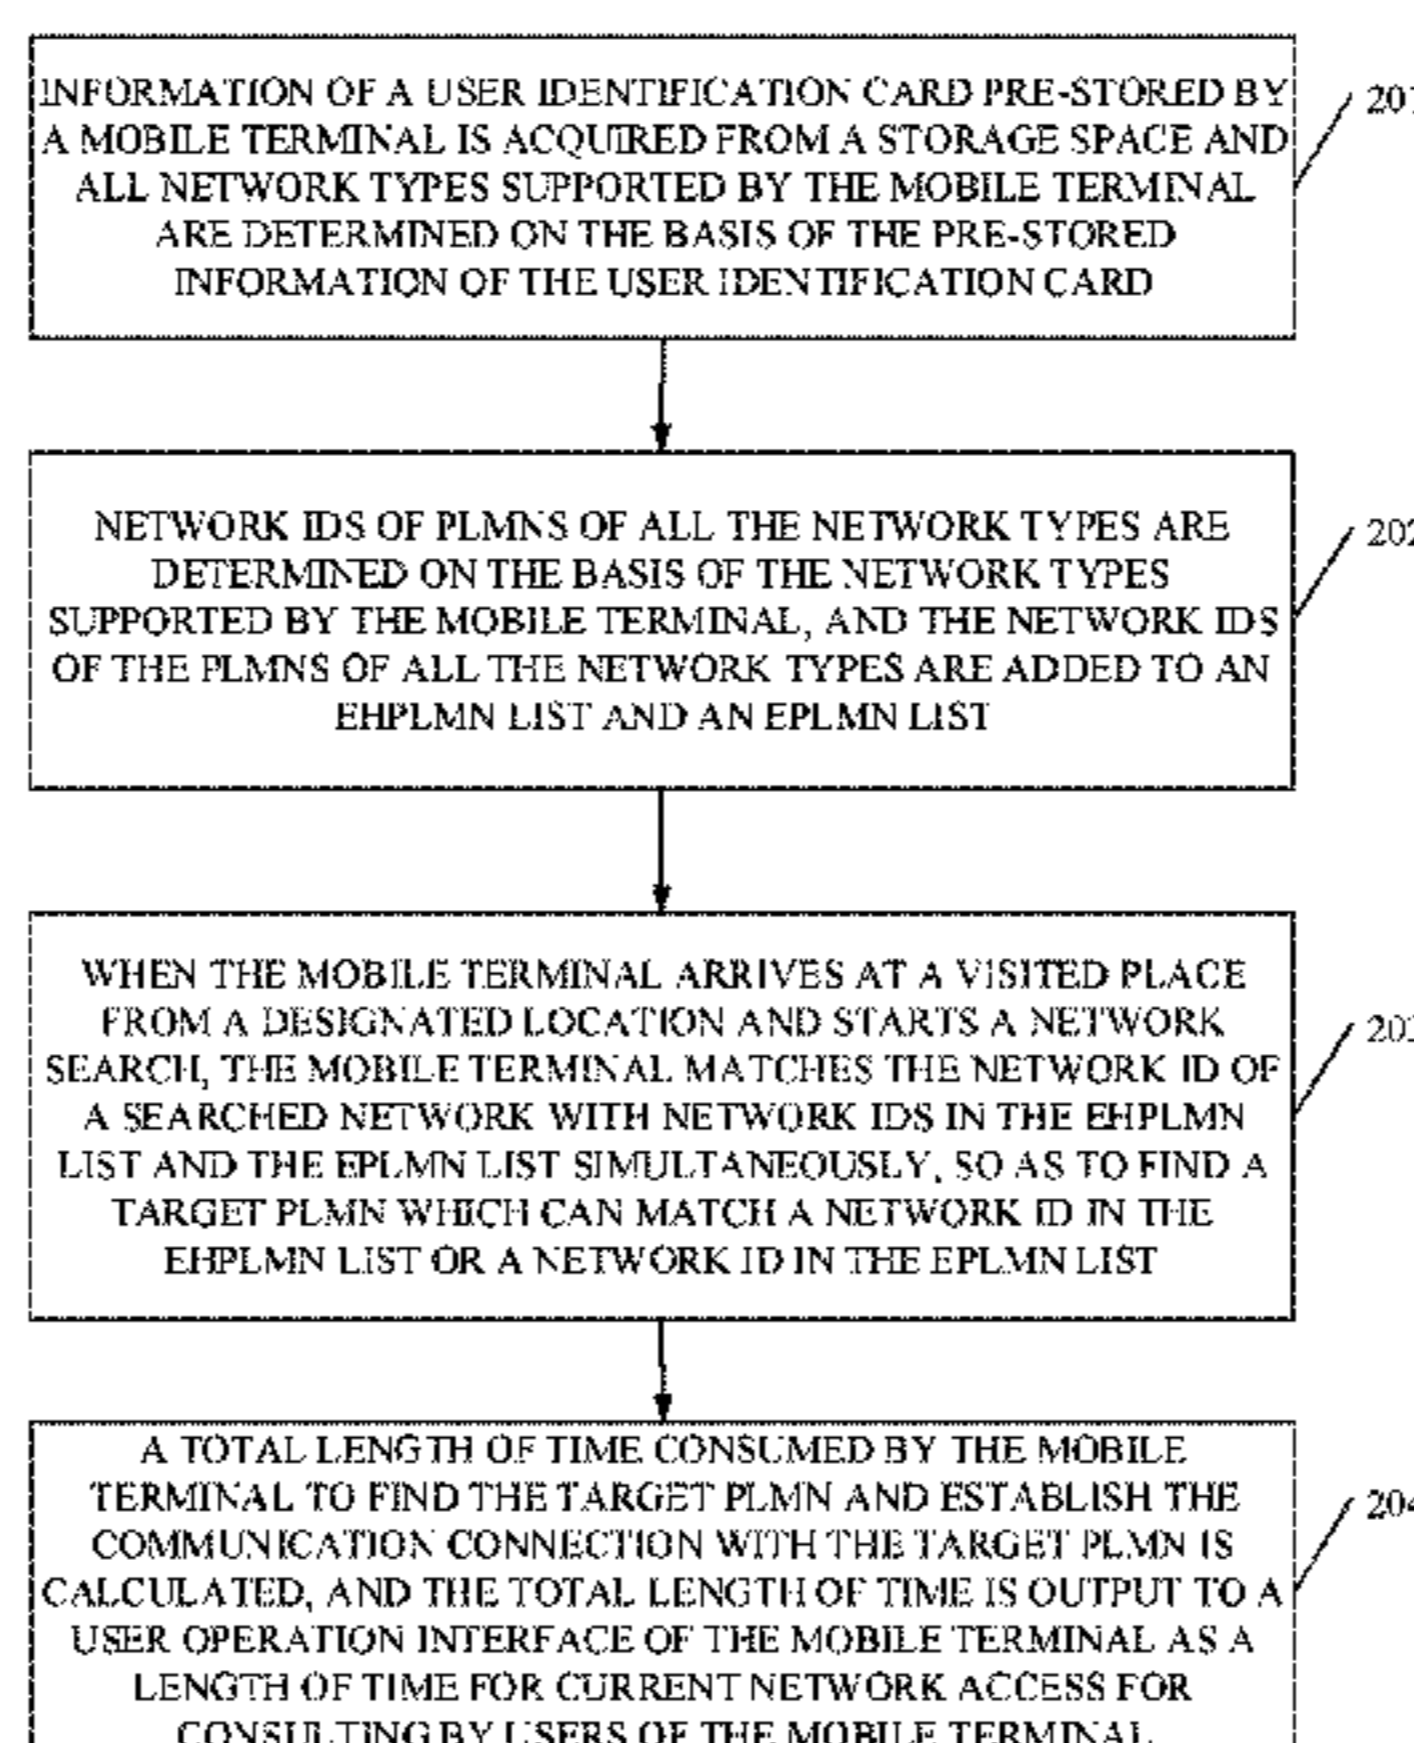 INFORMATION OF A USER IDENTIFICATION CARD PRE-STORED BY
A MOBILE TERMINAL IS ACQUIRED FROM A STORAGE SPACE AND
ALL NETWORK TYPES SUPPORTED BY THE MOBILE TERMINAL
ARE DETERMINED ON THE BASIS OF THE PRE-STORED
INFORMATION OF THE USER IDENTIFICATION CARD
201
NETWORK IDS OF PLMNS OF ALL THE NETWORK TYPES ARE
DETERMINED ON THE BASIS OF THE NETWORK TYPES
SUPPORTED BY THE MOBILE TERMINAL, AND THE NETWORK IDS
OF THE PLMNS OF ALL THE NETWORK TYPES ARE ADDED TO AN
EHPLMN LIST AND AN EPLMN LIST
202
WHEN THE MOBILE TERMINAL ARRIVES AT A VISITED PLACE
FROM A DESIGNATED LOCATION AND STARTS A NETWORK
SEARCH, THE MOBILE TERMINAL MATCHES THE NETWORK ID OF
A SEARCHED NETWORK WITH NETWORK IDS IN THE EHPLMN
LIST AND THE EPLMN LIST SIMULTANEOUSLY, SO AS TO FIND A
TARGET PLMN WHICH CAN MATCH A NETWORK ID IN THE
EHPLMN LIST OR A NETWORK ID IN THE EPLMN LIST
203
A TOTAL LENGTH OF TIME CONSUMED BY THE MOBILE
TERMINAL TO FIND THE TARGET PLMN AND ESTABLISH THE
COMMUNICATION CONNECTION WITH THE TARGET PLMN IS
CALCULATED, AND THE TOTAL LENGTH OF TIME IS OUTPUT TO A
USER OPERATION INTERFACE OF THE MOBILE TERMINAL AS A
LENGTH OF TIME FOR CURRENT NETWORK ACCESS FOR
CONSULTING BY USERS OF THE MOBILE TERMINAL
204